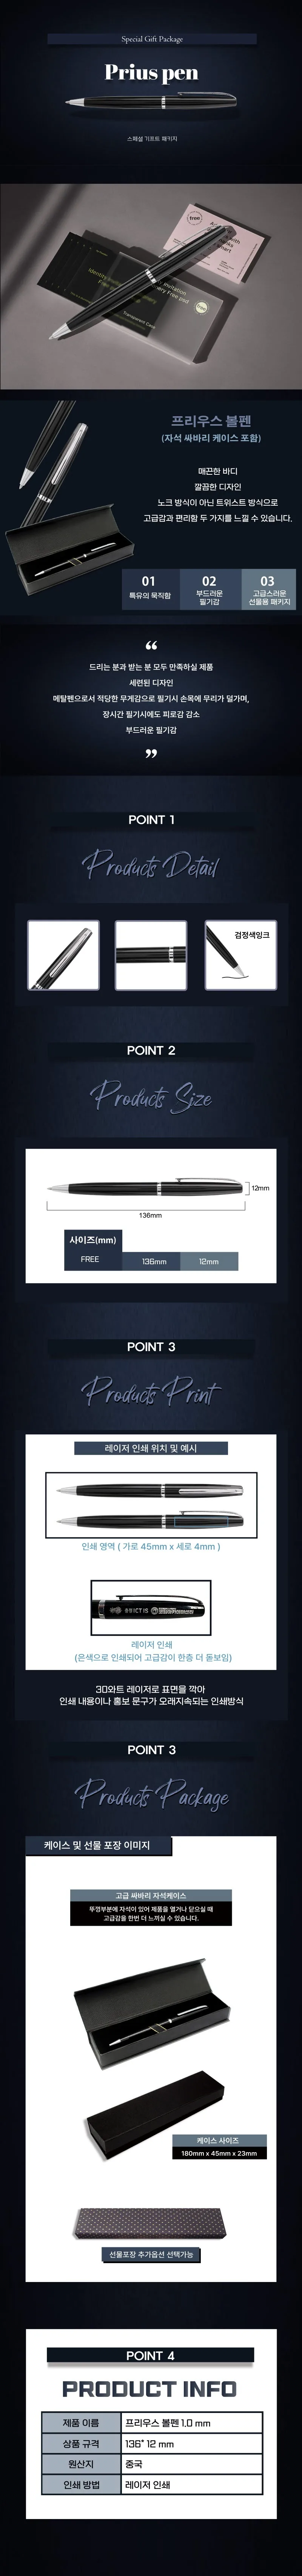 Special Gift Package
Prius pen
스페셜 기프트 패키지
free
Transparent Cover
프리우스 볼펜
(자석 싸바리 케이스 포함)
매끈한 바디
깔끔한 디자인
노크 방식이 아닌 트위스트 방식으로
고급감과 편리함 두 가지를 느낄 수 있습니다.
01 02 03
특유의 묵직함
부드러운
필기감
고급스러운
선물용 패키지
“
드리는 분과 받는 분 모두 만족하실 제품
세련된 디자인
메탈펜으로서 적당한 무게감으로 필기시 손목에 무리가 덜가며,
장시간 필기시에도 피로감 감소
부드러운 필기감
”
POINT 1
Products Detail
검정색잉크
POINT 2
Products Size
12mm
136mm
사이즈(mm)
FREE 136mm 12mm
POINT 3
Products Print
레이저 인쇄 위치 및 예시
인쇄 영역 ( 가로 45mm x 세로 4mm )
레이저 인쇄
(은색으로 인쇄되어 고급감이 한층 더 돋보임)
30와트 레이저로 표면을 깍아
인쇄 내용이나 홍보 문구가 오래지속되는 인쇄방식
POINT 3
Products Package
케이스 및 선물 포장 이미지
고급 싸바리 자석케이스
뚜껑부분에 자석이 있어 제품을 열거나 닫으실 때
고급감을 한번 더 느끼실 수 있습니다.
케이스 사이즈
180mm x 45mm x 23mm
선물포장 추가옵션 선택가능
POINT 4
PRODUCT INFO
제품 이름 프리우스 볼펜 1.0 mm
상품 규격 136* 12 mm
원산지 중국
인쇄 방법 레이저 인쇄